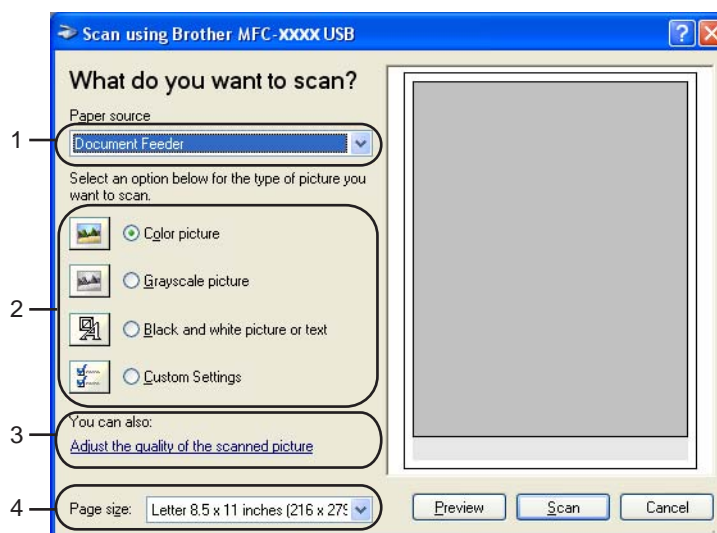 Scan using Brother MFC-XXXX USB
What do you want to scan?
Paper source
1
Document Feeder
Select an option below for the type of picture you
want to scan.
Color picture
Grayscale picture
2
Black and white picture or text
Custom Settings
You can also:
3
Adjust the quality of the scanned picture
4
Page size:
Letter 8.5 x 11 inches (216 x 279
Preview
Scan
Cancel